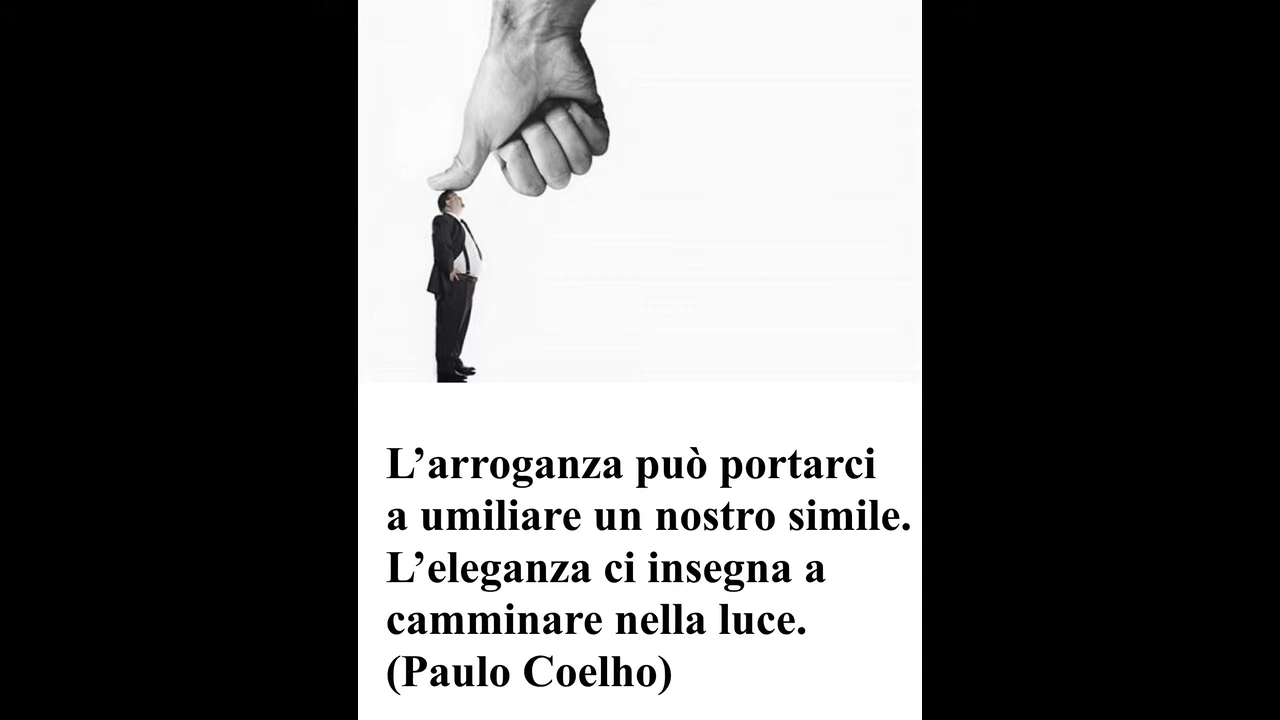 L’arroganza può portarci
a umiliare un nostro simile.
L’eleganza ci insegna a
camminare nella luce.
(Paulo Coelho)